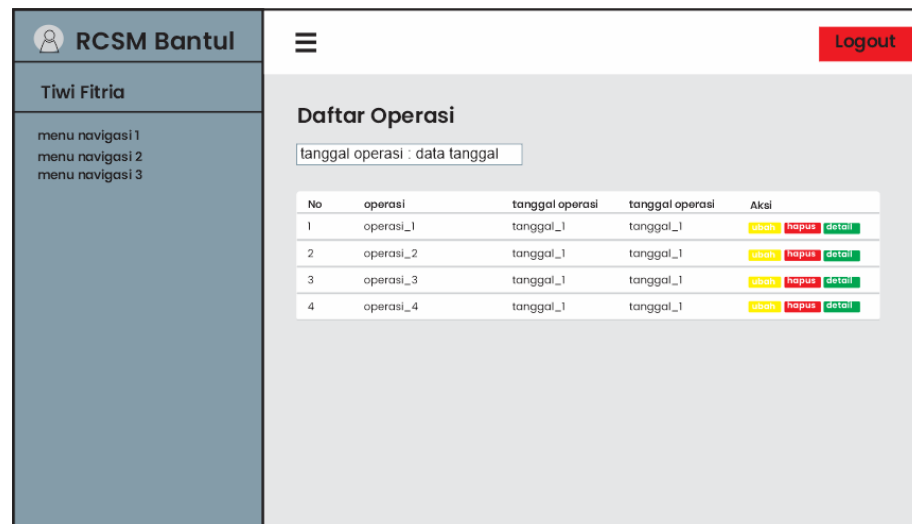 RCSM Bantul
Logout
Tiwi Fitria
menu navigasi 1
menu navigasi 2
menu navigasi 3
Daftar Operasi
tanggal operasi : data tanggal
No operasi tanggal operasi tanggal operasi Aksi
1 operasi_1 tanggal_1 tanggal_1 ubah hapus detail
2 operasi_2 tanggal_1 tanggal_1 ubah hapus detail
3 operasi_3 tanggal_1 tanggal_1 ubah hapus detail
4 operasi_4 tanggal_1 tanggal_1 ubah hapus detail